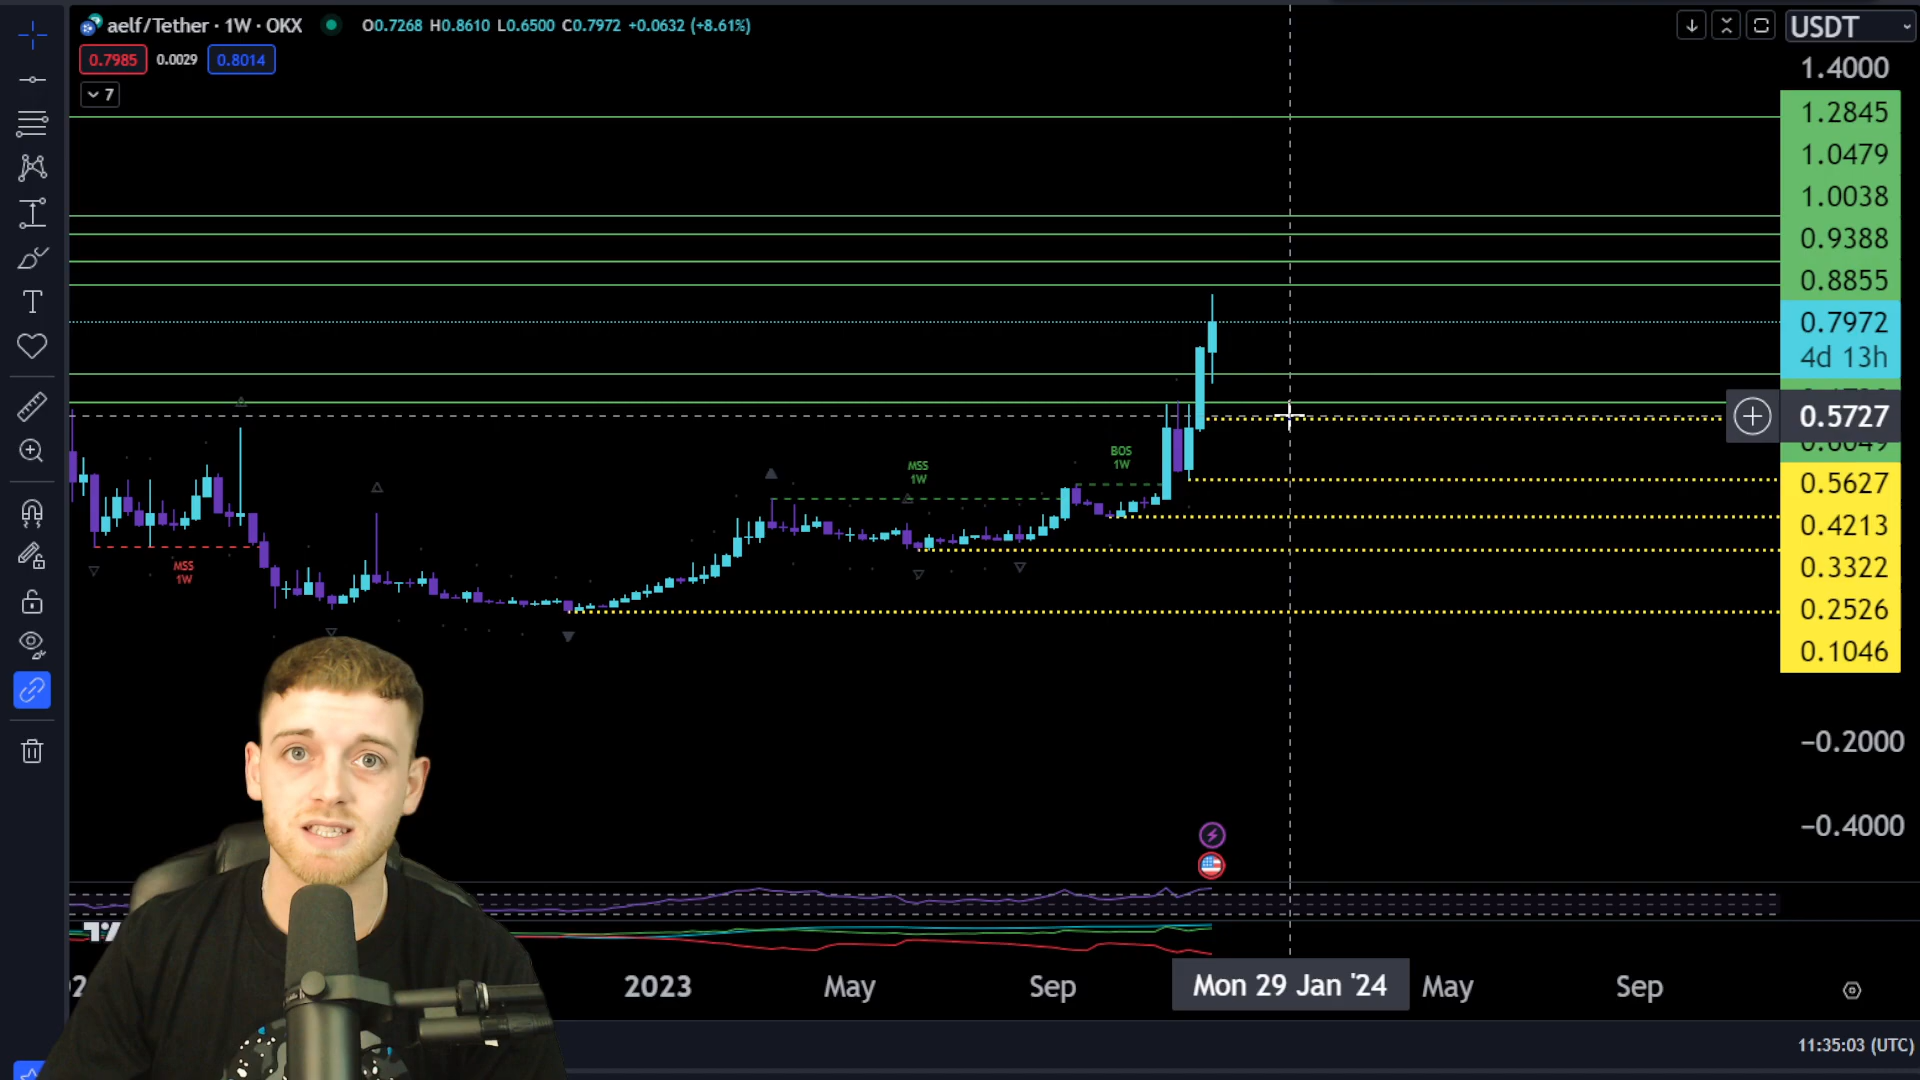 aelf/Tether · 1W · OKX O0.7268 H0.8610 L0.6500 C0.7972 +0.0632 (+8.61%)
USDT
0.7985 0.0029 0.8014
7
1.4000
1.2845
1.0479
1.0038
0.9388
0.8855
0.7972
4d 13h
0.5727
0.5627
0.4213
0.3322
0.2526
0.1046
-0.2000
-0.4000
MSS
1W
MSS
1W
BOS
1W
2023 May Sep Mon 29 Jan '24 May Sep
11:35:03 (UTC)